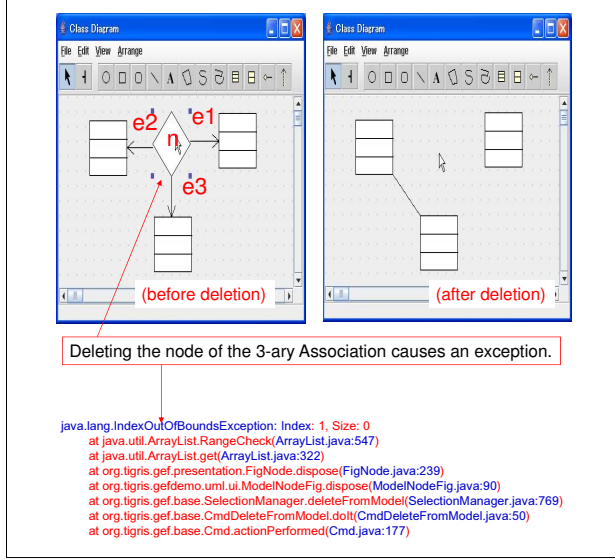 Class Diagram
File Edit View Arrange
A
e2
n
e1
e3
(before deletion)
Class Diagram
File Edit View Arrange
A
(after deletion)
Deleting the node of the 3-ary Association causes an exception.
java.lang.IndexOutOfBoundsException: Index: 1, Size: 0
at java.util.ArrayList.RangeCheck(ArrayList.java:547)
at java.util.ArrayList.get(ArrayList.java:322)
at org.tigris.gef.presentation.FigNode.dispose(FigNode.java:239)
at org.tigris.gefdemo.uml.ui.ModelNodeFig.dispose(ModelNodeFig.java:90)
at org.tigris.gef.base.SelectionManager.deleteFromModel(SelectionManager.java:769)
at org.tigris.gef.base.CmdDeleteFromModel.doIt(CmdDeleteFromModel.java:50)
at org.tigris.gef.base.Cmd.actionPerformed(Cmd.java:177)